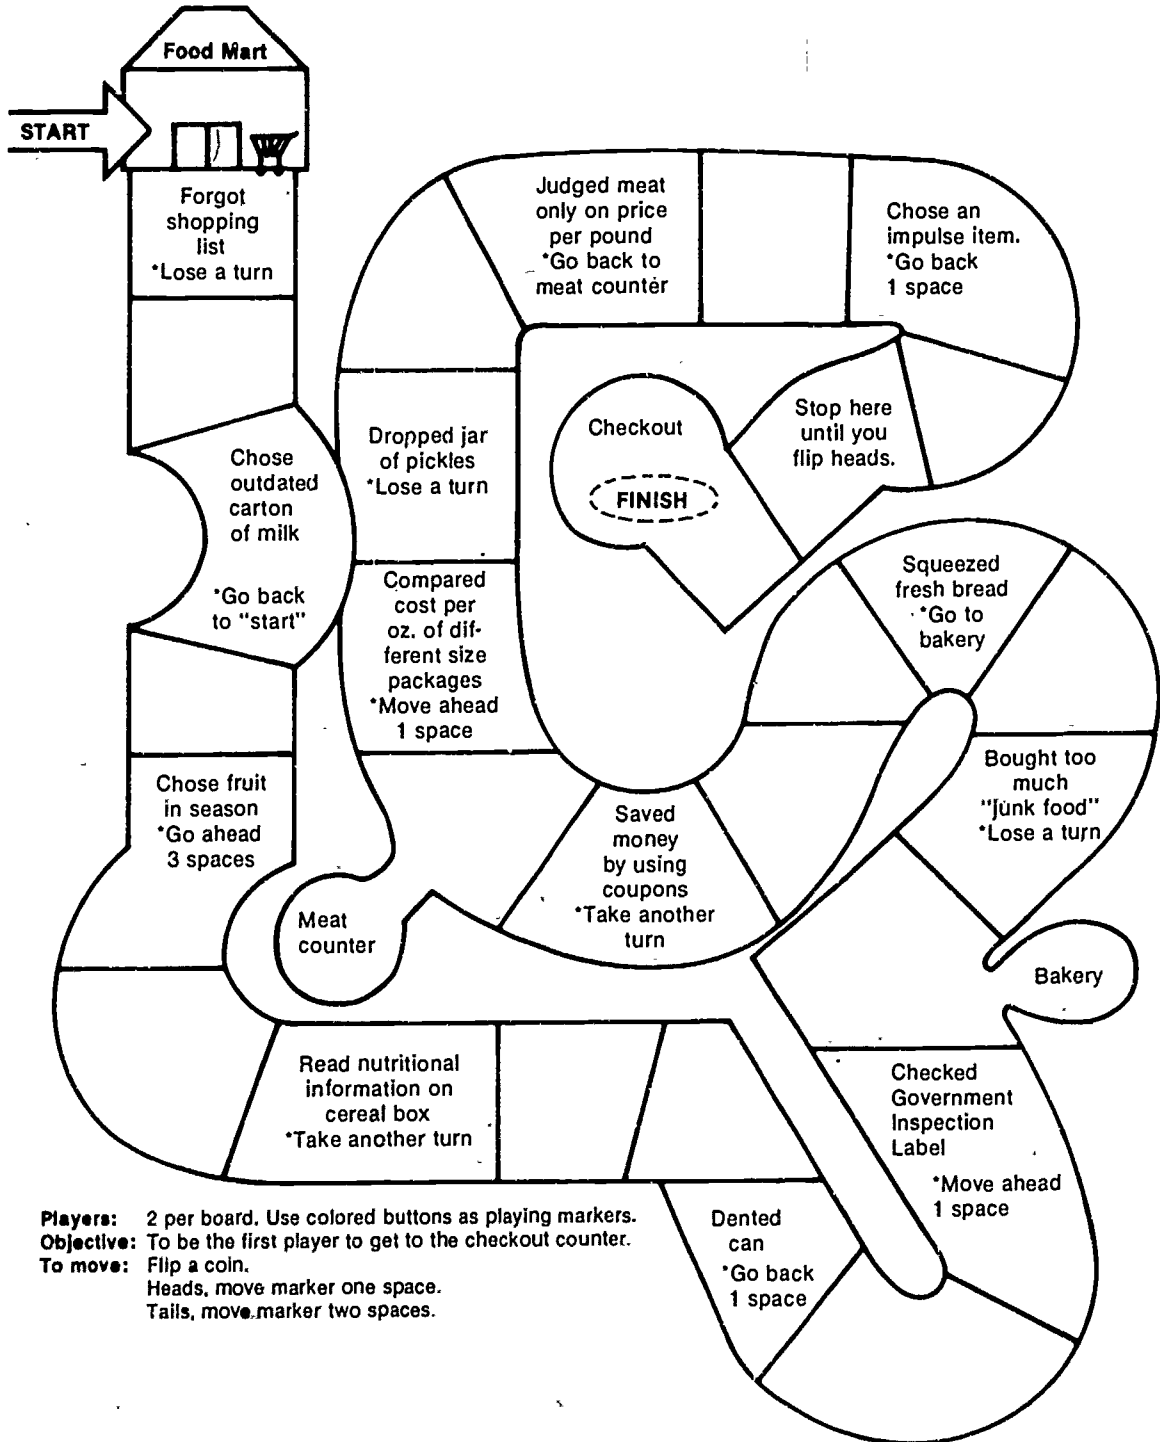 Food Mart
START
Forgot
shopping
list
*Lose a turn
Chose
outdated
carton
of milk
*Go back
to "start"
Chose fruit
in season
*Go ahead
3 spaces
Read nutritional
information on
cereal box
*Take another turn
Dented
can
*Go back
1 space
Checked
Government
Inspection
Label
*Move ahead
1 space
Bakery
Bought too
much
"junk food"
*Lose a turn
Squeezed
fresh bread
*Go to
bakery
Saved
money
by using
coupons
*Take another
turn
Meat
counter
Compared
cost per
oz. of dif-
ferent size
packages
*Move ahead
1 space
Dropped jar
of pickles
*Lose a turn
Judged meat
only on price
per pound
*Go back to
meat counter
Chose an
impulse item.
*Go back
1 space
Stop here
until you
flip heads.
Checkout
FINISH
Players: 2 per board. Use colored buttons as playing markers.
Objective: To be the first player to get to the checkout counter.
To move: Flip a coin.
Heads, move marker one space.
Tails, move marker two spaces.